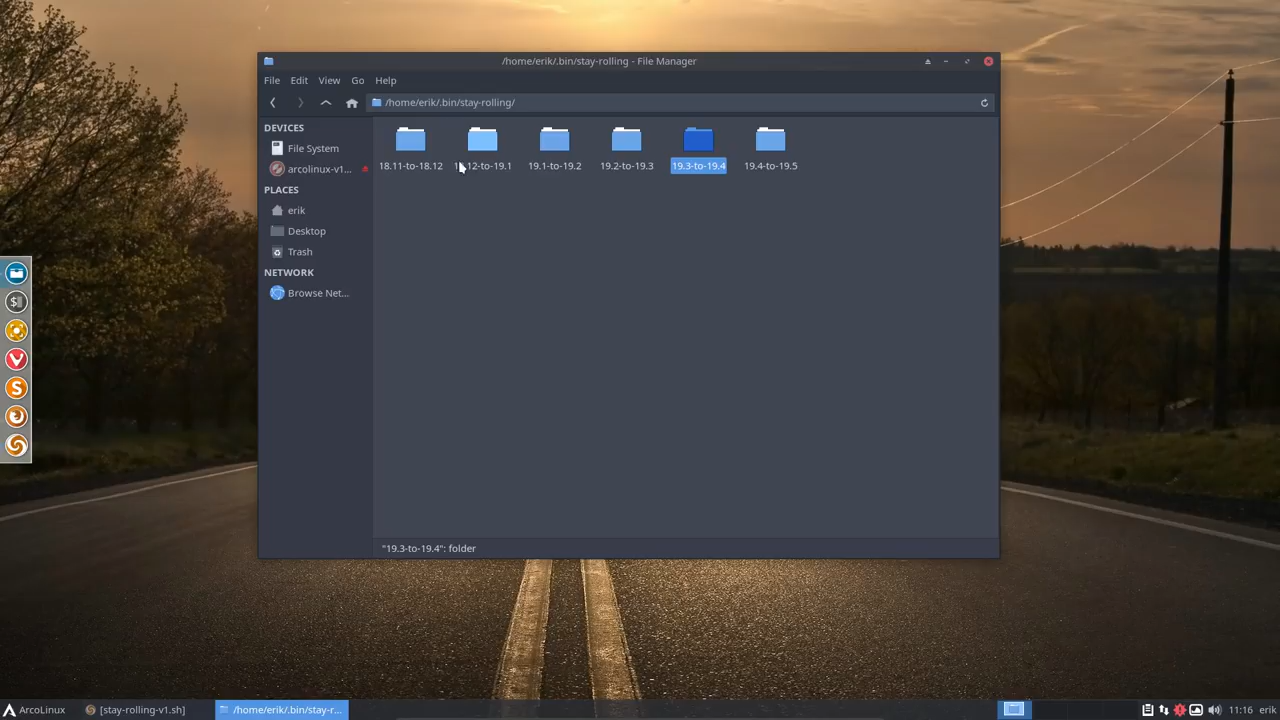 /home/erik/.bin/stay-rolling - File Manager
File Edit View Go Help
/home/erik/.bin/stay-rolling/
DEVICES
File System
arcolinux-v1...
PLACES
erik
Desktop
Trash
NETWORK
Browse Net...
18.11-to-18.12 12-to-19.1 19.1-to-19.2 19.2-to-19.3 19.3-to-19.4 19.4-to-19.5
"19.3-to-19.4": folder
ArcoLinux [stay-rolling-v1.sh] /home/erik/.bin/stay-r... 11:16 erik